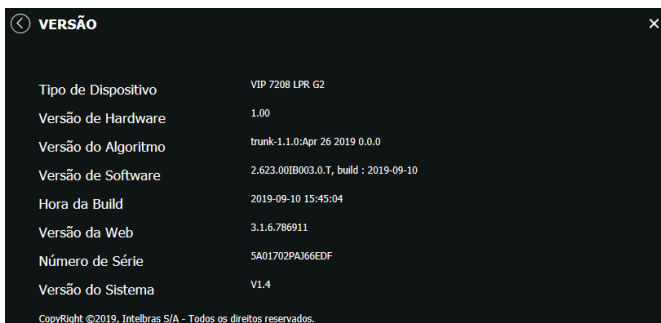 VERSÃO
Tipo de Dispositivo VIP 7208 LPR G2
Versão de Hardware 1.00
Versão do Algoritmo trunk-1.1.0:Apr 26 2019 0.0.0
Versão de Software 2.623.00IB003.0.T, build : 2019-09-10
Hora da Build 2019-09-10 15:45:04
Versão da Web 3.1.6.786911
Número de Série 5A01702PAJ66EDF
Versão do Sistema V1.4
CopyRight ©2019, Intelbras S/A - Todos os direitos reservados.